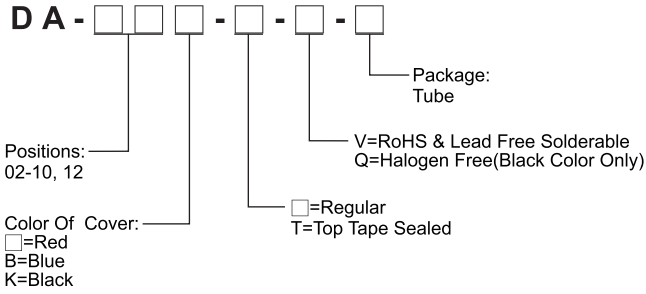 DA-□□□-□-□-□
Package:
Tube
V=RoHS & Lead Free Solderable
Q=Halogen Free(Black Color Only)
Positions:
02-10, 12
□=Regular
T=Top Tape Sealed
Color Of Cover:
□=Red
B=Blue
K=Black